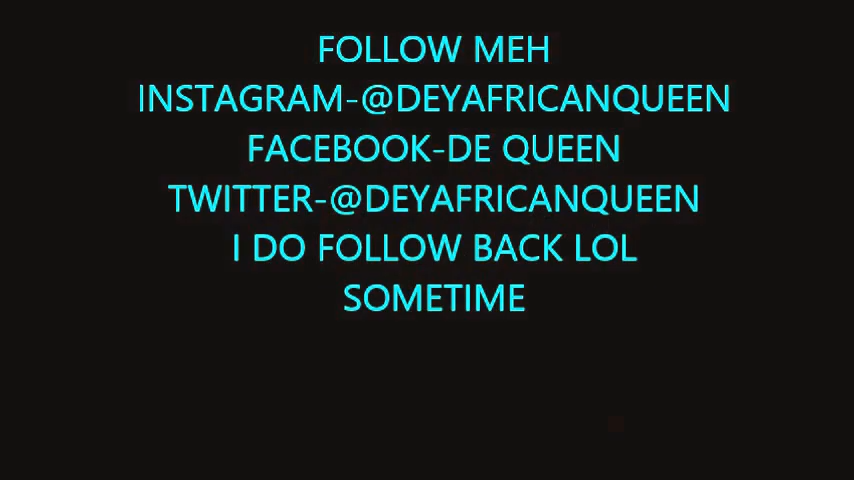 FOLLOW MEH
INSTAGRAM-@DEYAFRICANQUEEN
FACEBOOK-DE QUEEN
TWITTER-@DEYAFRICANQUEEN
I DO FOLLOW BACK LOL
SOMETIME